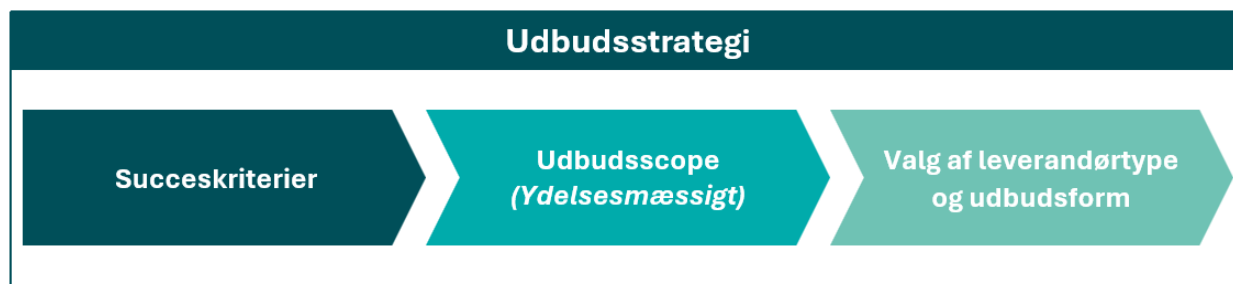 Udbudsstrategi
Succeskriterier
Udbudsscope
(Ydelsesmæssigt)
Valg af leverandørtype
og udbudsform